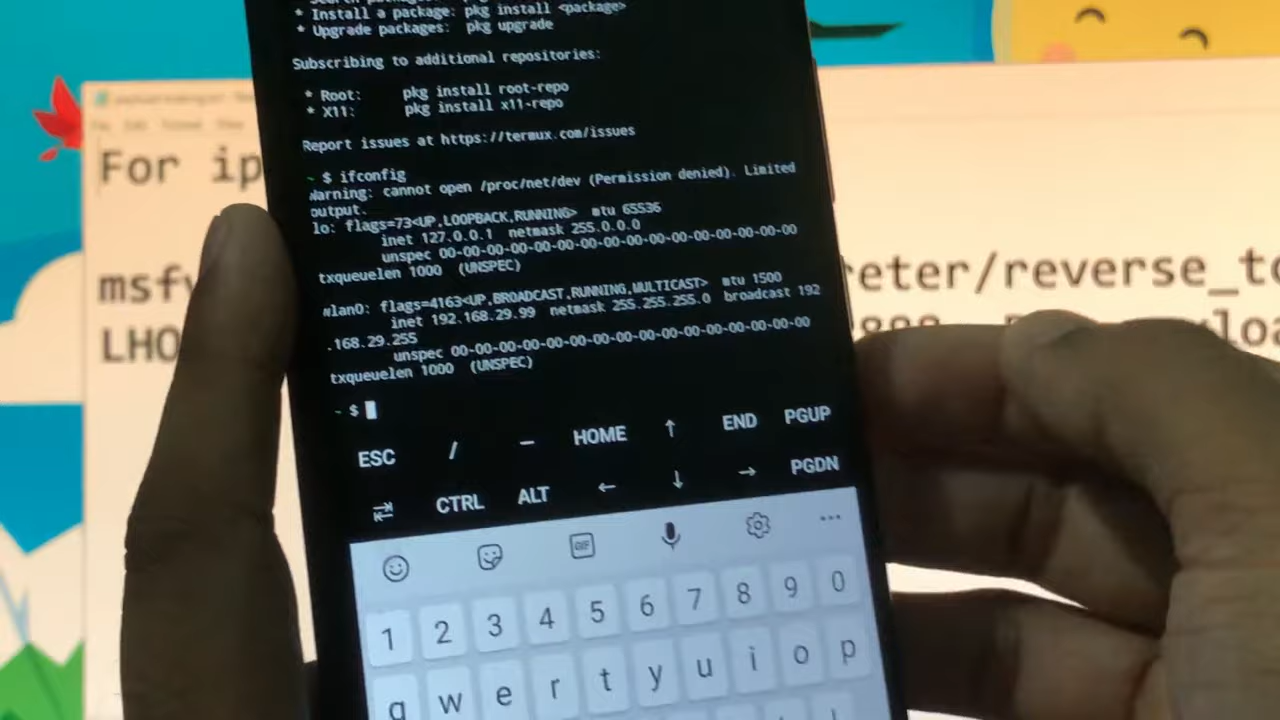 * Install a package: pkg install <package>
* Upgrade packages: pkg upgrade
Subscribing to additional repositories:
* Root: pkg install root-repo
* X11: pkg install x11-repo
Report issues at https://termux.com/issues
~ $ ifconfig
Warning: cannot open /proc/net/dev (Permission denied). Limited
output.
lo: flags=73<UP,LOOPBACK,RUNNING> mtu 65536
inet 127.0.0.1 netmask 255.0.0.0
unspec 00-00-00-00-00-00-00-00-00-00-00-00-00-00-00-00
txqueuelen 1000 (UNSPEC)
wlan0: flags=4163<UP,BROADCAST,RUNNING,MULTICAST> mtu 1500
inet 192.168.29.99 netmask 255.255.255.0 broadcast 192
.168.29.255
unspec 00-00-00-00-00-00-00-00-00-00-00-00-00-00-00-00
txqueuelen 1000 (UNSPEC)
~ $
ESC / — HOME ↑ END PGUP
CTRL ALT ← ↓ → PGDN
GIF
1 2 3 4 5 6 7 8 9 0
q w e r t y u i o p
For ip
msfv reter/reverse_tc
LHO